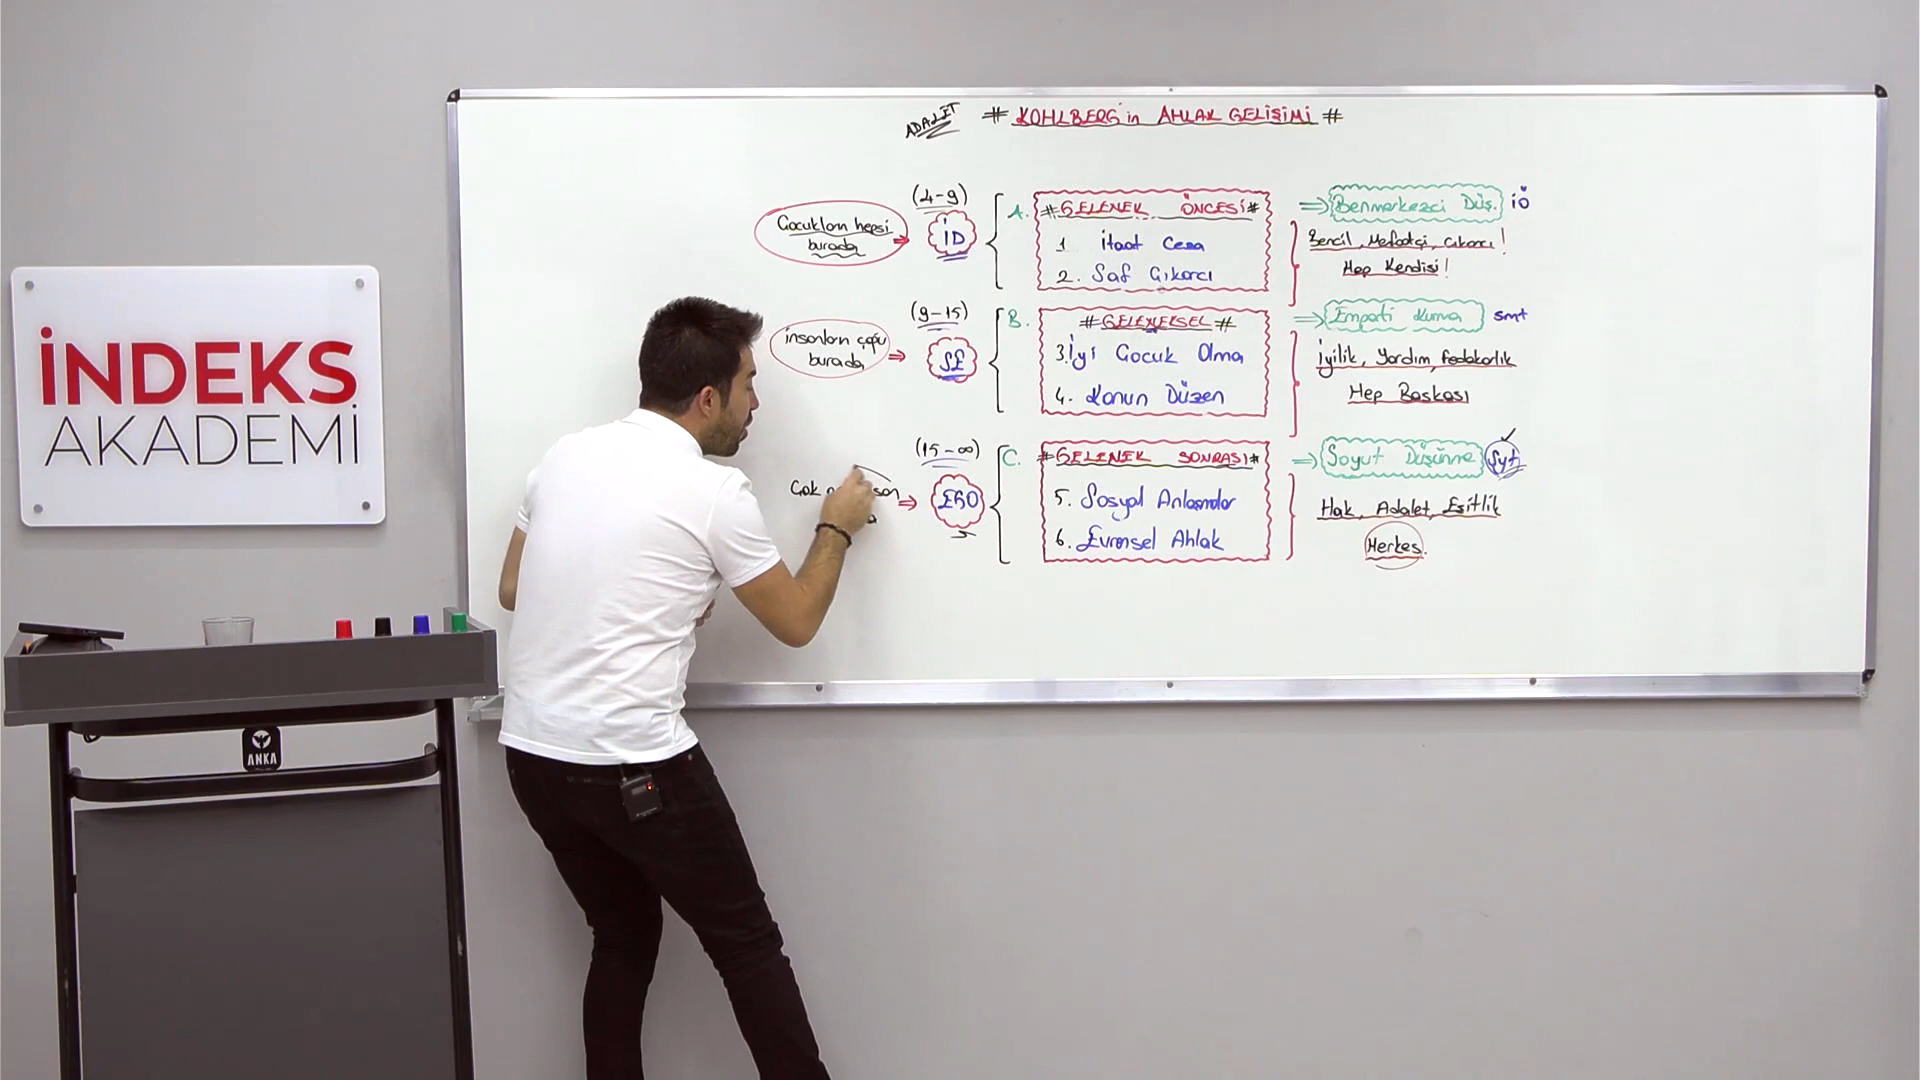 İNDEKS
AKADEMİ
ANKA
ADALET # KOHLBERG'in AHLAK GELİŞİMİ #
Çocukların hepsi
burada
(4-9)
İD
A. #GELENEK ÖNCESİ#
1. İtaat Ceza
2. Saf Çıkarcı
⇒ Benmerkezci Düş. İÖ
Bencil, Menfaatçi, Çıkarcı!
Hep Kendisi!
İnsanların çoğu
burada
(9-15)
SE
B. #GELENEKSEL#
3. İyi Çocuk Olma
4. Kanun Düzen
⇒ Empati Kurma smt
İyilik, Yardım, Fedakarlık
Hep Başkası
Çok
(15-∞)
EGO
C. #GELENEK SONRASI#
5. Sosyal Anlaşmalar
6. Evrensel Ahlak
⇒ Soyut Düşünme Syt
Hak, Adalet, Eşitlik
Herkes.